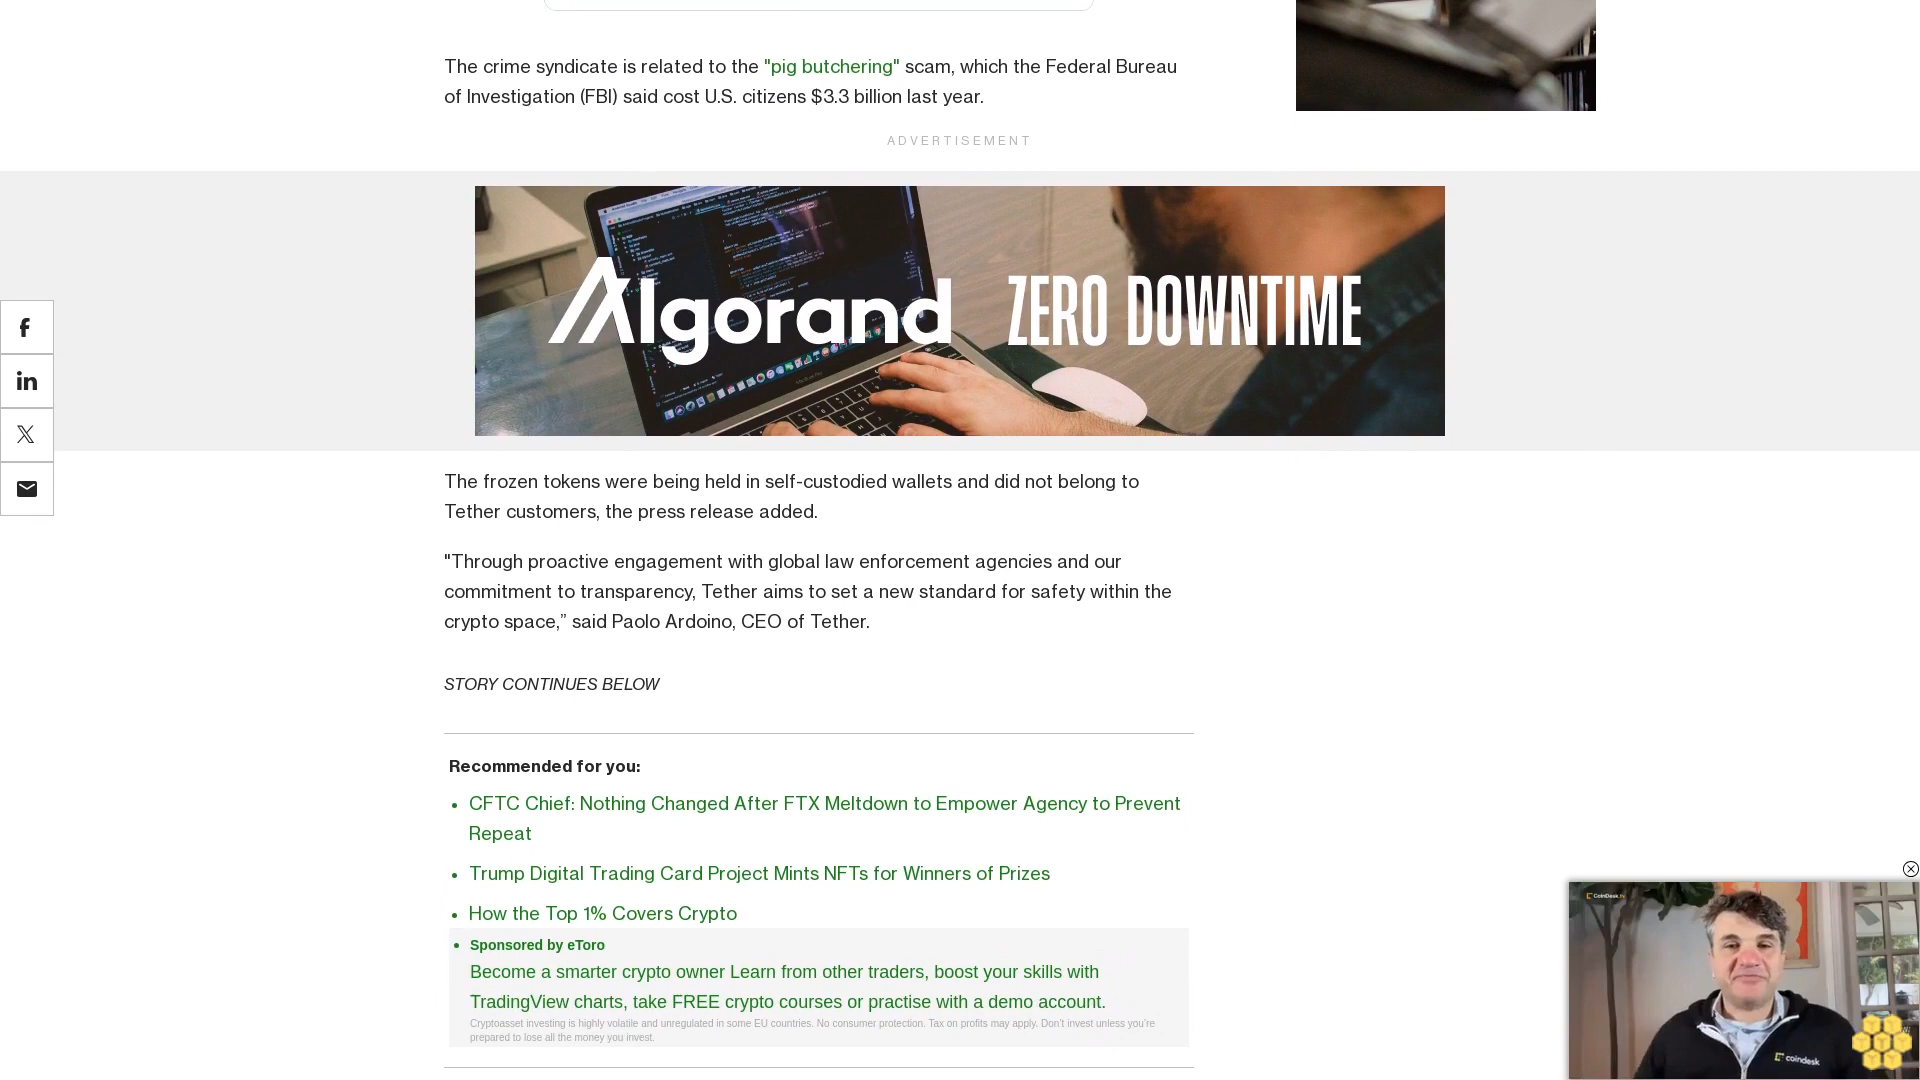 The crime syndicate is related to the "pig butchering" scam, which the Federal Bureau
of Investigation (FBI) said cost U.S. citizens $3.3 billion last year.
ADVERTISEMENT
Algorand ZERO DOWNTIME
The frozen tokens were being held in self-custodied wallets and did not belong to
Tether customers, the press release added.
"Through proactive engagement with global law enforcement agencies and our
commitment to transparency, Tether aims to set a new standard for safety within the
crypto space,” said Paolo Ardoino, CEO of Tether.
STORY CONTINUES BELOW
Recommended for you:
• CFTC Chief: Nothing Changed After FTX Meltdown to Empower Agency to Prevent
Repeat
• Trump Digital Trading Card Project Mints NFTs for Winners of Prizes
• How the Top 1% Covers Crypto
• Sponsored by eToro
Become a smarter crypto owner Learn from other traders, boost your skills with
TradingView charts, take FREE crypto courses or practise with a demo account.
Cryptoasset investing is highly volatile and unregulated in some EU countries. No consumer protection. Tax on profits may apply. Don’t invest unless you’re
prepared to lose all the money you invest.
CoinDesk.tv
coindesk